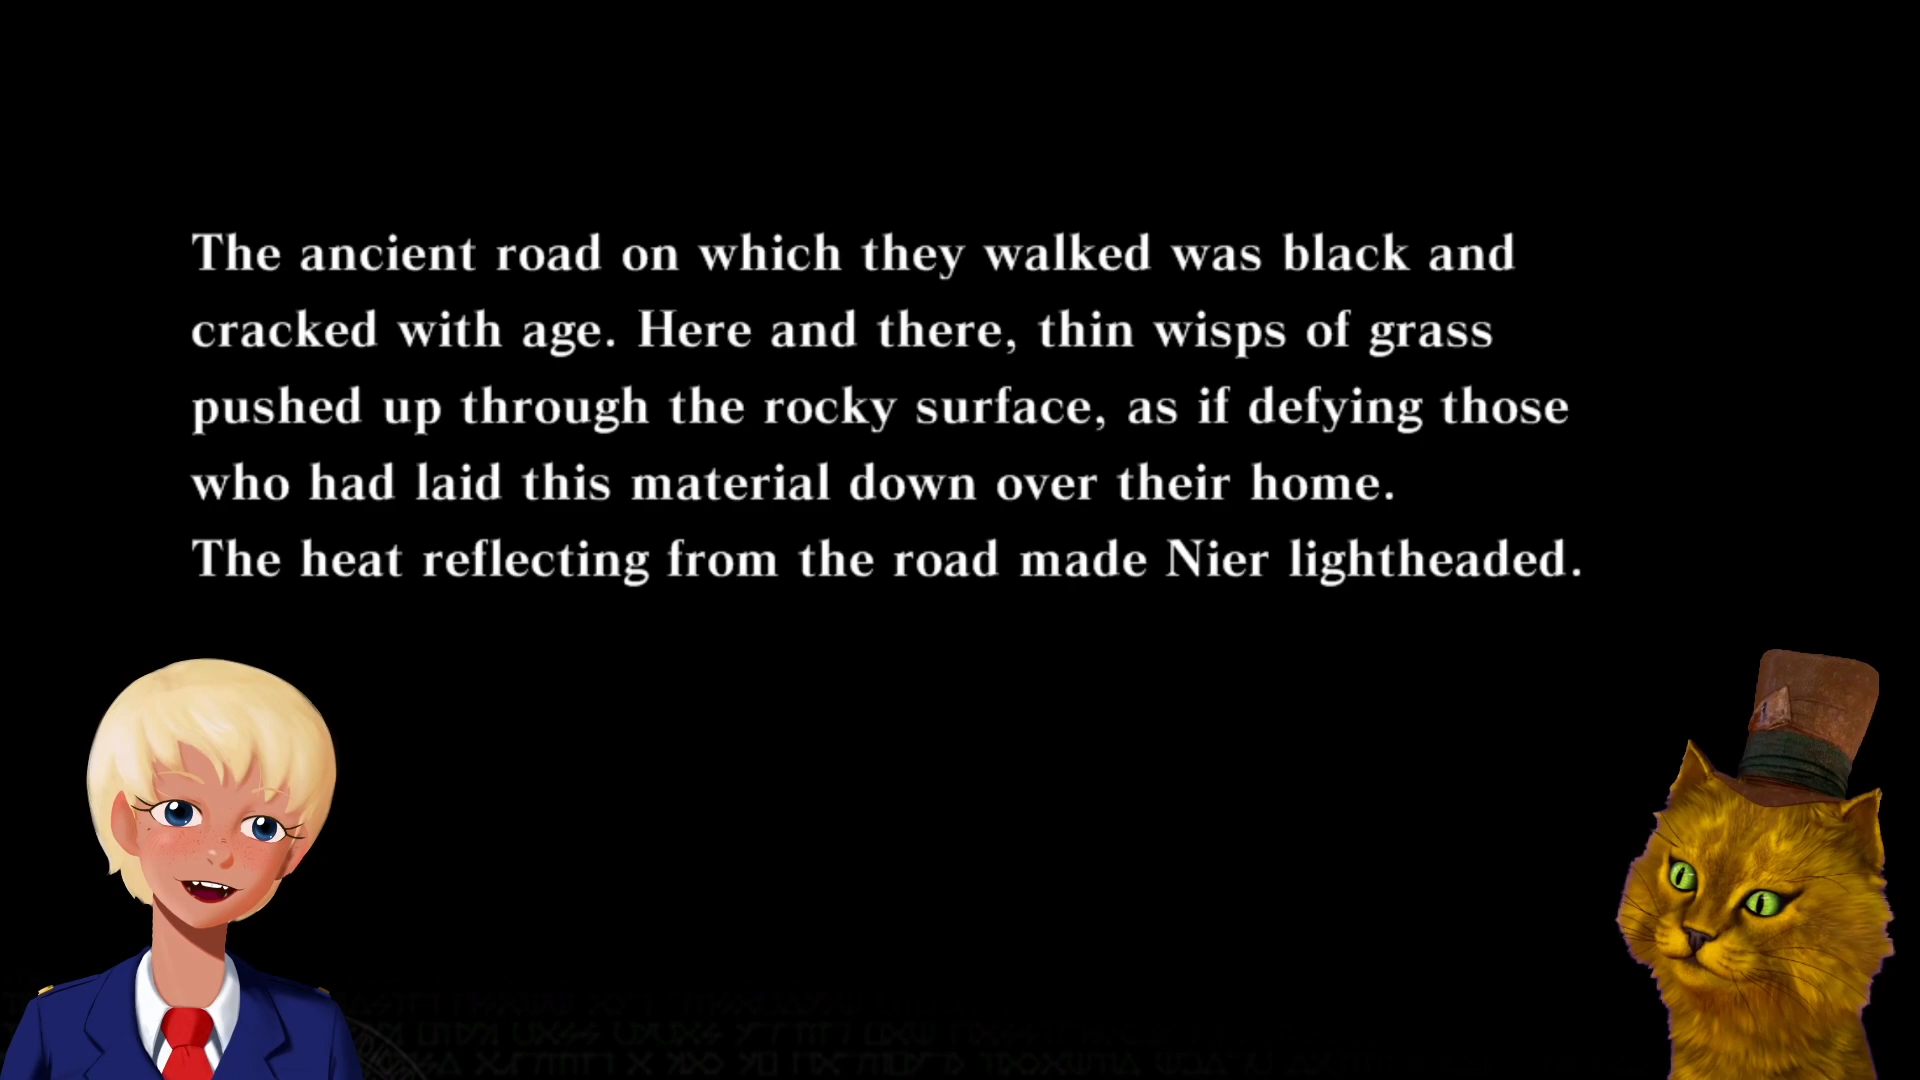 The ancient road on which they walked was black and
cracked with age. Here and there, thin wisps of grass
pushed up through the rocky surface, as if defying those
who had laid this material down over their home.
The heat reflecting from the road made Nier lightheaded.